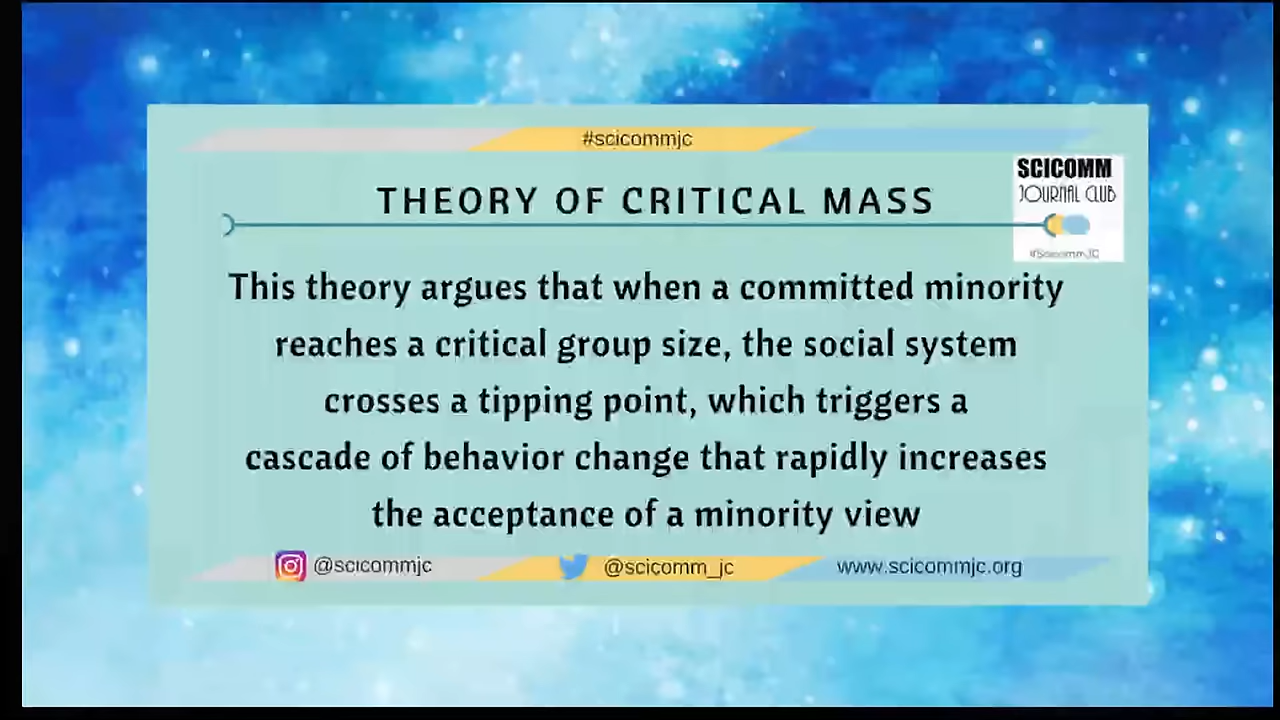 #scicommjc
THEORY OF CRITICAL MASS
SCICOMM
JOURNAL CLUB
#ScicommJC
This theory argues that when a committed minority
reaches a critical group size, the social system
crosses a tipping point, which triggers a
cascade of behavior change that rapidly increases
the acceptance of a minority view
@scicommjc
@scicomm_jc
www.scicommjc.org